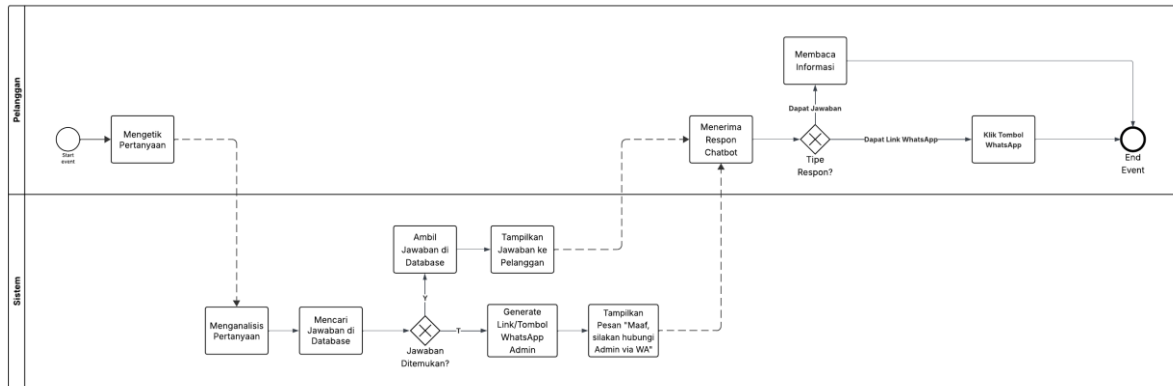 Pelanggan
Start
event
Mengetik
Pertanyaan
Menerima
Respon
Chatbot
Tipe
Respon?
Dapat Jawaban
Membaca
Informasi
Dapat Link WhatsApp
Klik Tombol
WhatsApp
End
Event
Sistem
Menganalisis
Pertanyaan
Mencari
Jawaban di
Database
Jawaban
Ditemukan?
Y
Ambil
Jawaban di
Database
Tampilkan
Jawaban ke
Pelanggan
T
Generate
Link/Tombol
WhatsApp
Admin
Tampilkan
Pesan "Maaf,
silakan hubungi
Admin via WA"